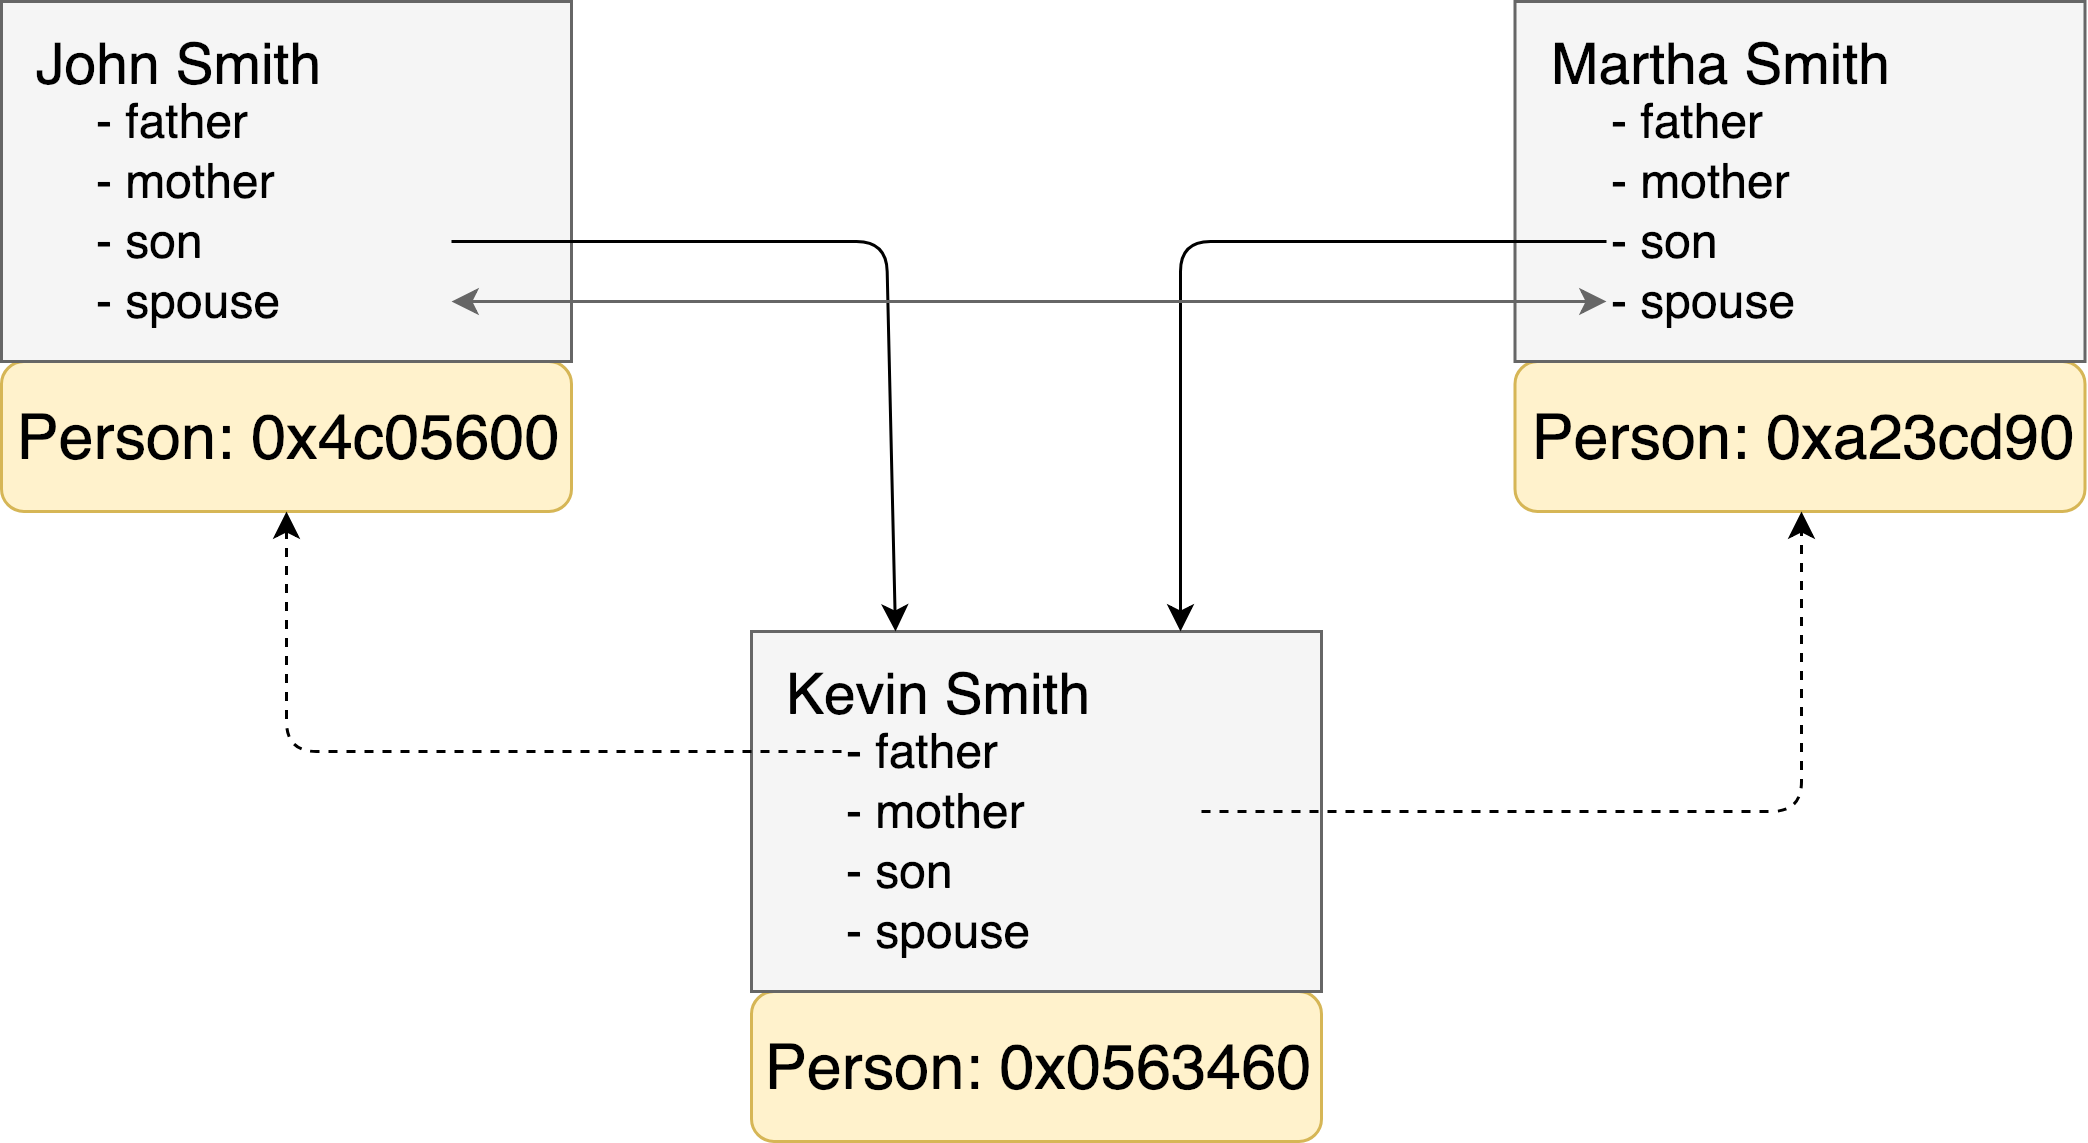 John Smith
- father
- mother
- son
- spouse
Person: 0x4c05600
Martha Smith
- father
- mother
- son
- spouse
Person: 0xa23cd90
Kevin Smith
- father
- mother
- son
- spouse
Person: 0x0563460